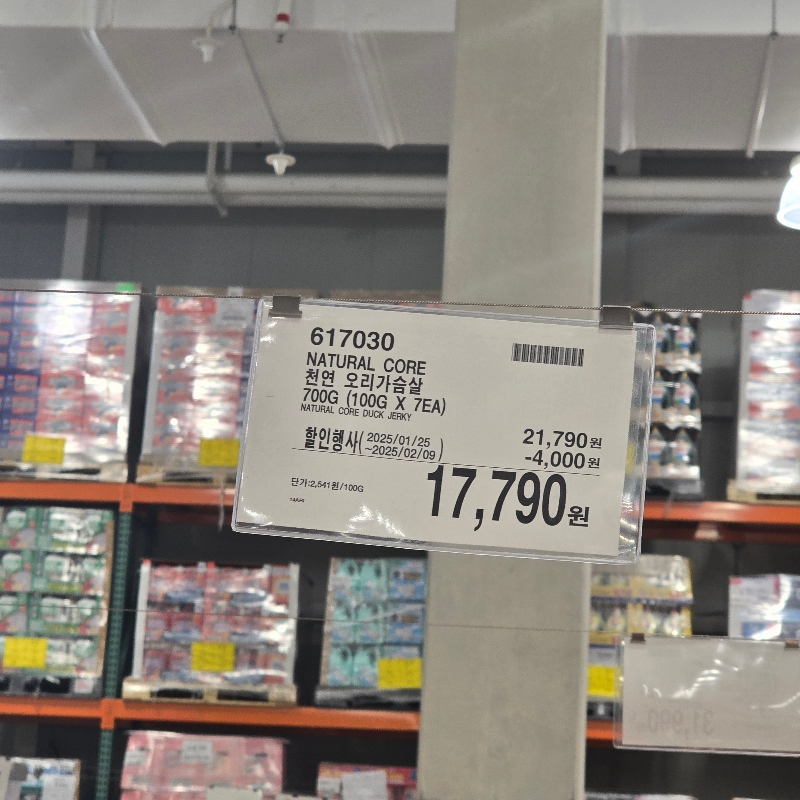 617030
NATURAL CORE
천연 오리가슴살
700G (100G X 7EA)
NATURAL CORE DUCK JERKY
할인행사( 2025/01/25
~2025/02/09 )
21,790원
-4,000원
17,790원
단가:2,541원/100G
31,990